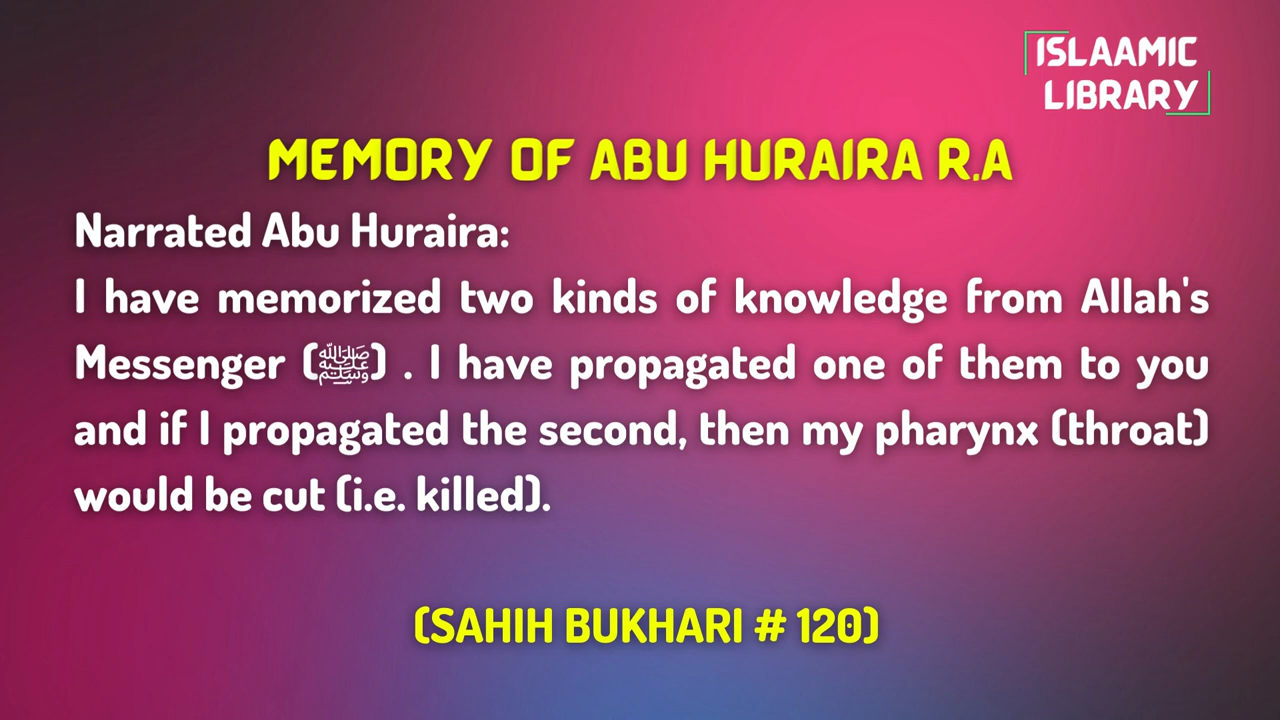 ISLAAMIC
LIBRARY
MEMORY OF ABU HURAIRA R.A
Narrated Abu Huraira:
I have memorized two kinds of knowledge from Allah's
Messenger (ﷺ) . I have propagated one of them to you
and if I propagated the second, then my pharynx (throat)
would be cut (i.e. killed).
(SAHIH BUKHARI # 120)